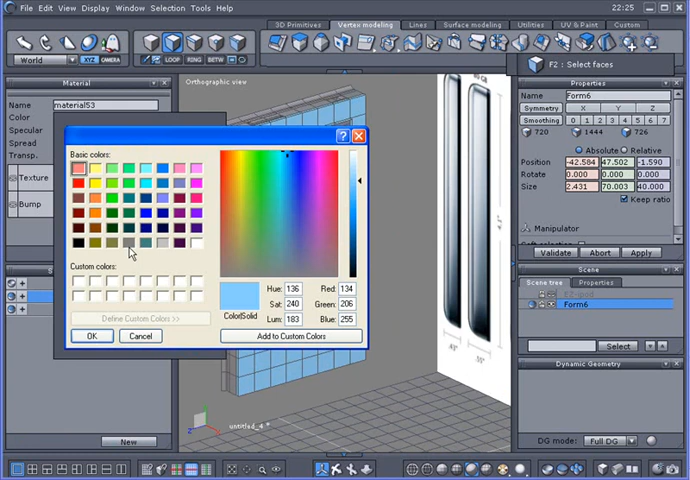 File Edit View Display Window Selection Tools Help
22:25
3D Primitives Vertex modeling Lines Surface modeling Utilities UV & Paint Custom
World XYZ CAMERA LOOP RING BETW
F2 : Select faces
Material
Name material53
Color
Specular
Spread
Transp.
Texture
Bump
New
Orthographic view
untitled_4 *
80 GB
.43"
.55"
Basic colors:
Custom colors:
Define Custom Colors >>
OK Cancel
Color|Solid
Hue: 136 Red: 134
Sat: 240 Green: 206
Lum: 183 Blue: 255
Add to Custom Colors
Properties
Name
Form6
Symmetry X Y Z
Smoothing 0 1 2 3 4 5 6 7
720 1444 726
Absolute Relative
Position -42.584 47.502 -1.590
Rotate 0.000 0.000 0.000
Size 2.431 70.003 40.000
Keep ratio
Manipulator
Validate Abort Apply
Scene
Scene tree Properties
Form6
Select
Dynamic Geometry
DG mode: Full DG